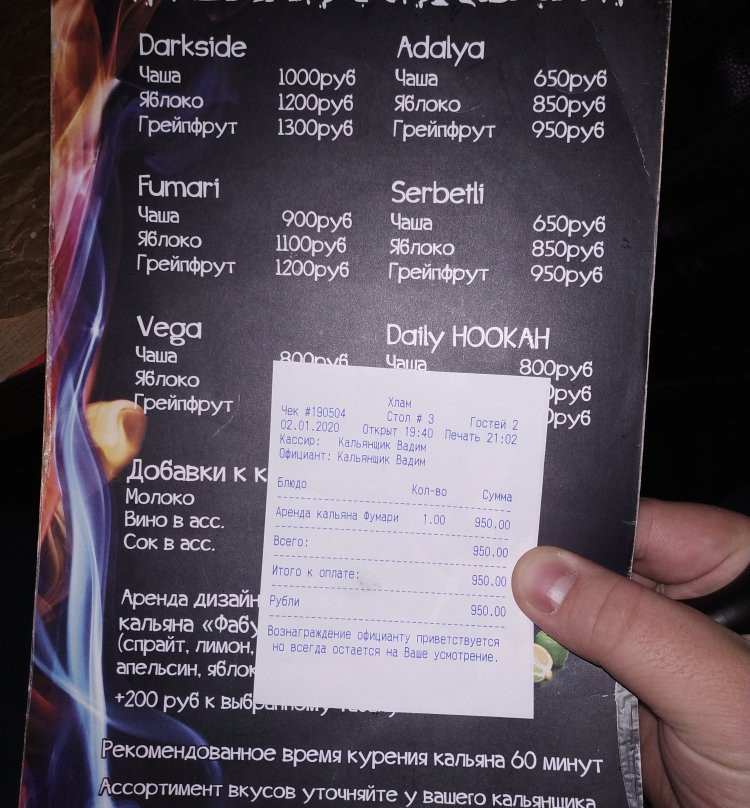 Darkside
Чаша 1000руб
Яблоко 1200руб
Грейпфрут 1300руб
Adalya
Чаша 650руб
Яблоко 850руб
Грейпфрут 950руб
Fumari
Чаша 900руб
Яблоко 1100руб
Грейпфрут 1200руб
Serbetli
Чаша 650руб
Яблоко 850руб
Грейпфрут 950руб
Vega
Чаша 800руб
Яблоко
Грейпфрут
Daily HOOKAH
Чаша 800руб
0руб
0руб
Добавки к к
Молоко
Вино в асс.
Сок в асс.
Аренда дизайн
кальяна «Фабу
(спрайт, лимон,
апельсин, яблок
+200 руб к выбранному
Рекомендованное время курения кальяна 60 минут
Ассортимент вкусов уточняйте у вашего кальянщика
Хлам
Чек #190504 Стол # 3 Гостей 2
02.01.2020 Открыт 19:40 Печать 21:02
Кассир: Кальянщик Вадим
Официант: Кальянщик Вадим
Блюдо Кол-во Сумма
Аренда кальяна Фумари 1.00 950.00
Всего: 950.00
Итого к оплате: 950.00
Рубли 950.00
Вознаграждение официанту приветствуется
но всегда остается на Ваше усмотрение.